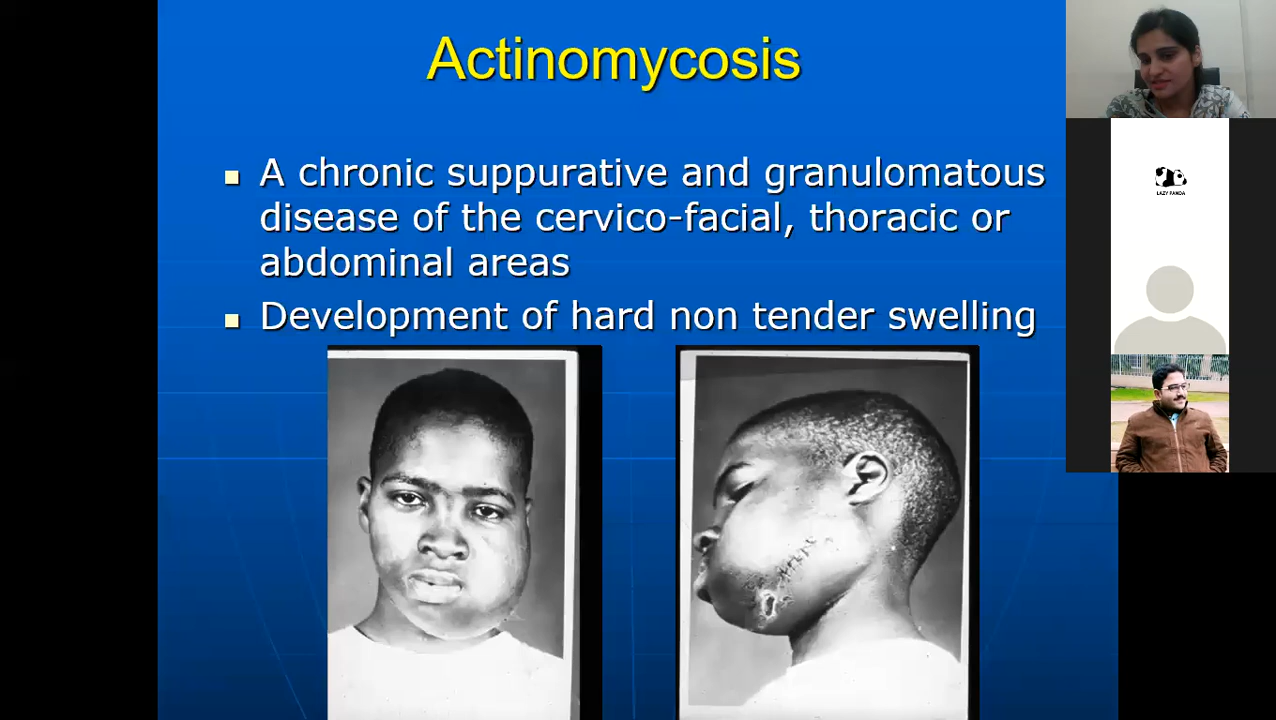 Actinomycosis
A chronic suppurative and granulomatous
disease of the cervico-facial, thoracic or
abdominal areas
Development of hard non tender swelling
LAZY PANDA